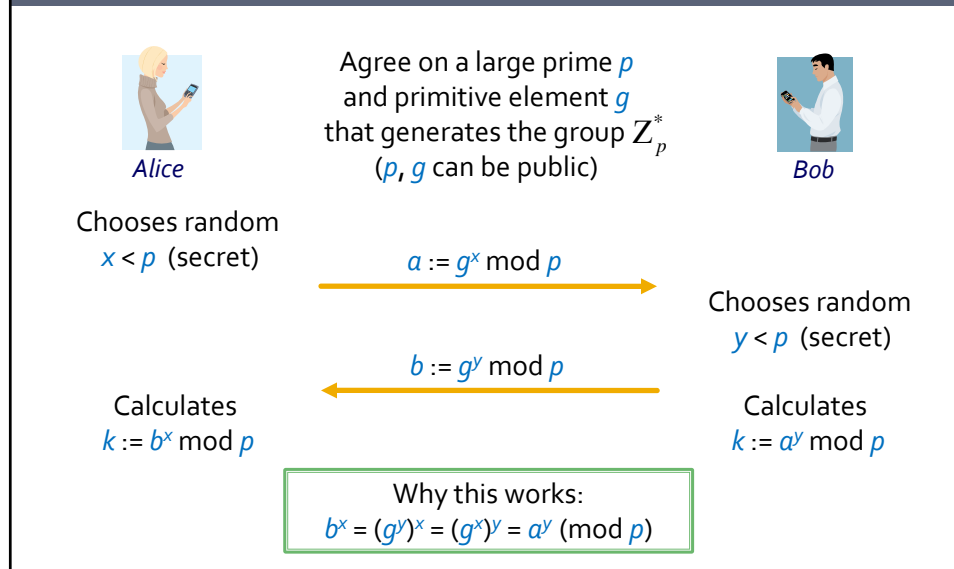 Agree on a large prime p
and primitive element g
that generates the group Z*ₚ
(p, g can be public)
Alice
Bob
Chooses random
x < p (secret)
a := gˣ mod p
Chooses random
y < p (secret)
b := gʸ mod p
Calculates
k := bˣ mod p
Calculates
k := aʸ mod p
Why this works:
bˣ = (gʸ)ˣ = (gˣ)ʸ = aʸ (mod p)